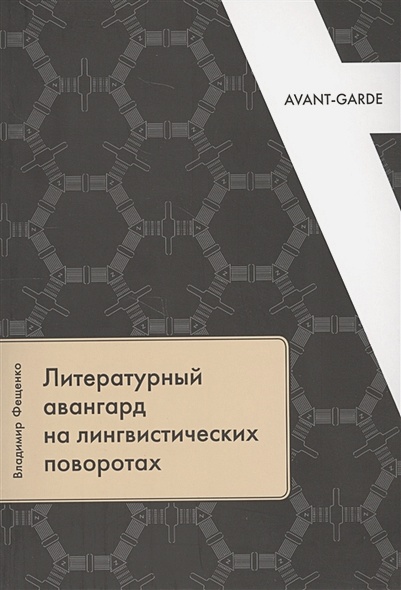 AVANT-GARDE
Владимир Фещенко
Литературный
авангард
на лингвистических
поворотах